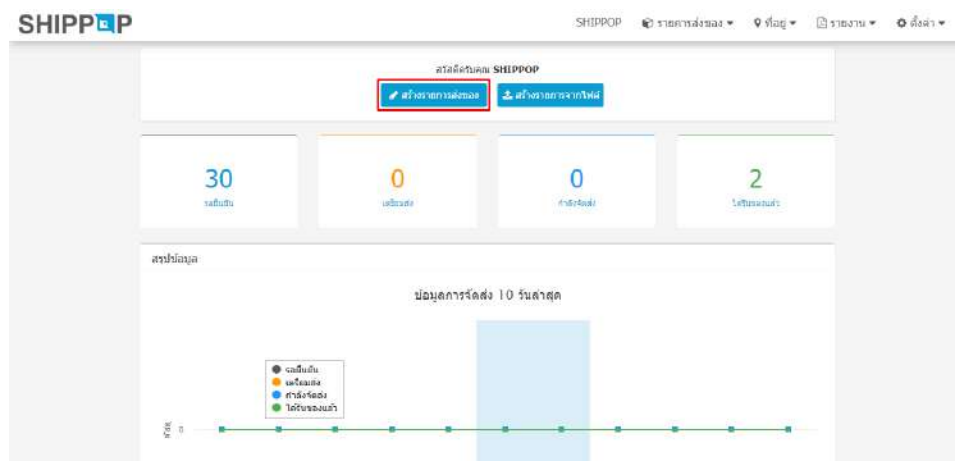 SHIPPOP
SHIPPOP รายการส่งของ ที่อยู่ รายงาน ตั้งค่า
สวัสดีครับคุณ SHIPPOP
สร้างรายการส่งของ สร้างรายการจากไฟล์
30 0 0 2
รอยืนยัน เตรียมส่ง กำลังจัดส่ง ได้รับของแล้ว
สรุปข้อมูล
ข้อมูลการจัดส่ง 10 วันล่าสุด
รอยืนยัน
เตรียมส่ง
กำลังจัดส่ง
ได้รับของแล้ว
0